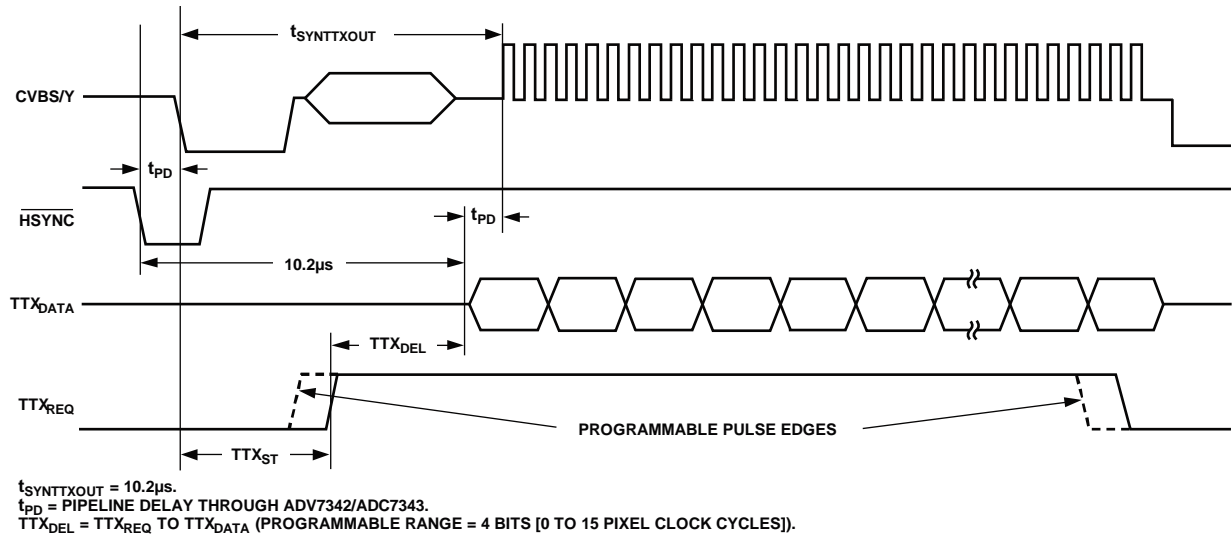 tSYNTTXOUT
CVBS/Y
tPD
HSYNC
tPD
10.2µs
TTXDATA
TTXDEL
TTXREQ
PROGRAMMABLE PULSE EDGES
TTXST
tSYNTTXOUT = 10.2µs.
tPD = PIPELINE DELAY THROUGH ADV7342/ADC7343.
TTXDEL = TTXREQ TO TTXDATA (PROGRAMMABLE RANGE = 4 BITS [0 TO 15 PIXEL CLOCK CYCLES]).